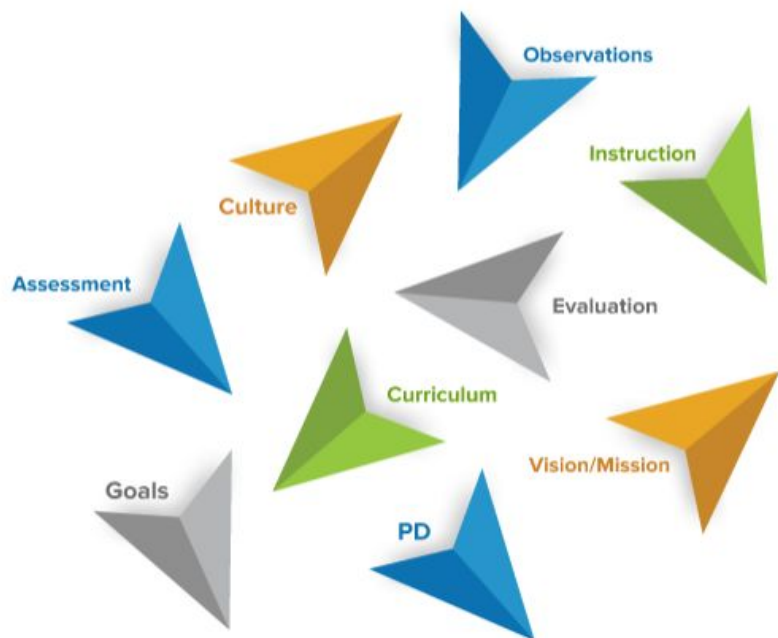 Observations
Instruction
Culture
Assessment
Evaluation
Curriculum
Vision/Mission
Goals
PD